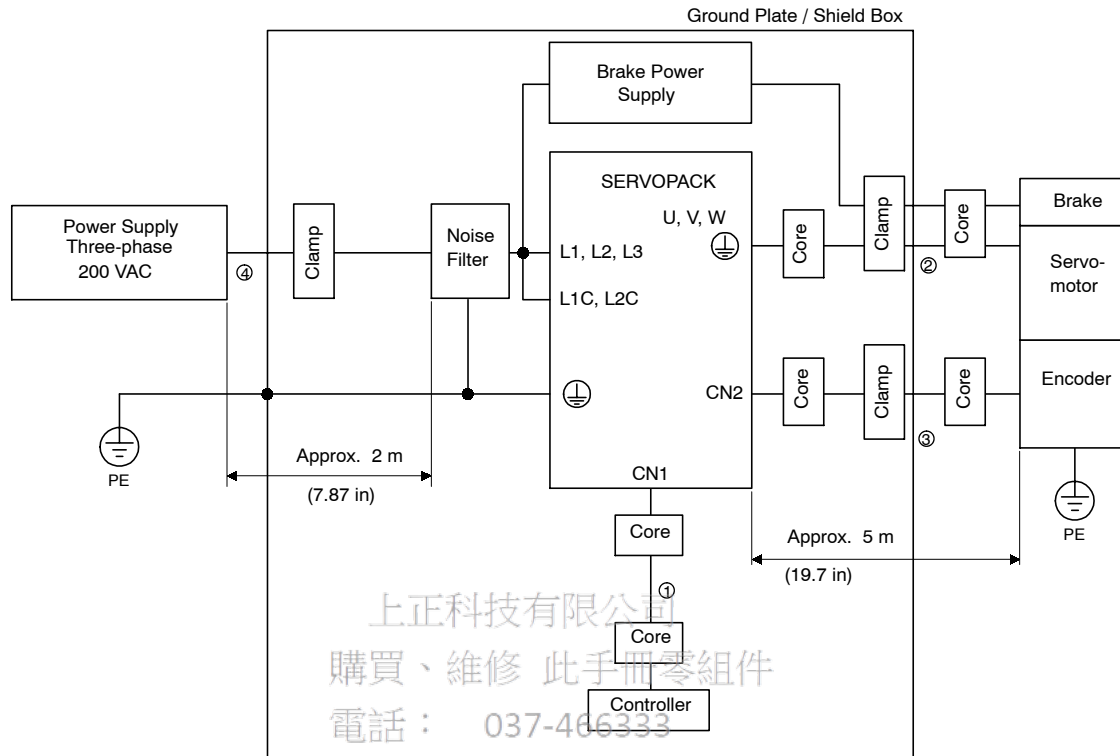 Ground Plate / Shield Box
Brake Power
Supply
SERVOPACK
U, V, W
Power Supply
Three-phase
200 VAC
④
Clamp
Noise
Filter
L1, L2, L3
L1C, L2C
Core
Clamp
②
Core
Brake
Servo-
motor
CN2
Core
Clamp
③
Core
Encoder
PE
Approx. 2 m
(7.87 in)
CN1
Core
①
Core
Controller
Approx. 5 m
(19.7 in)
PE
上正科技有限公司
購買、維修 此手冊零組件
電話： 037-466333